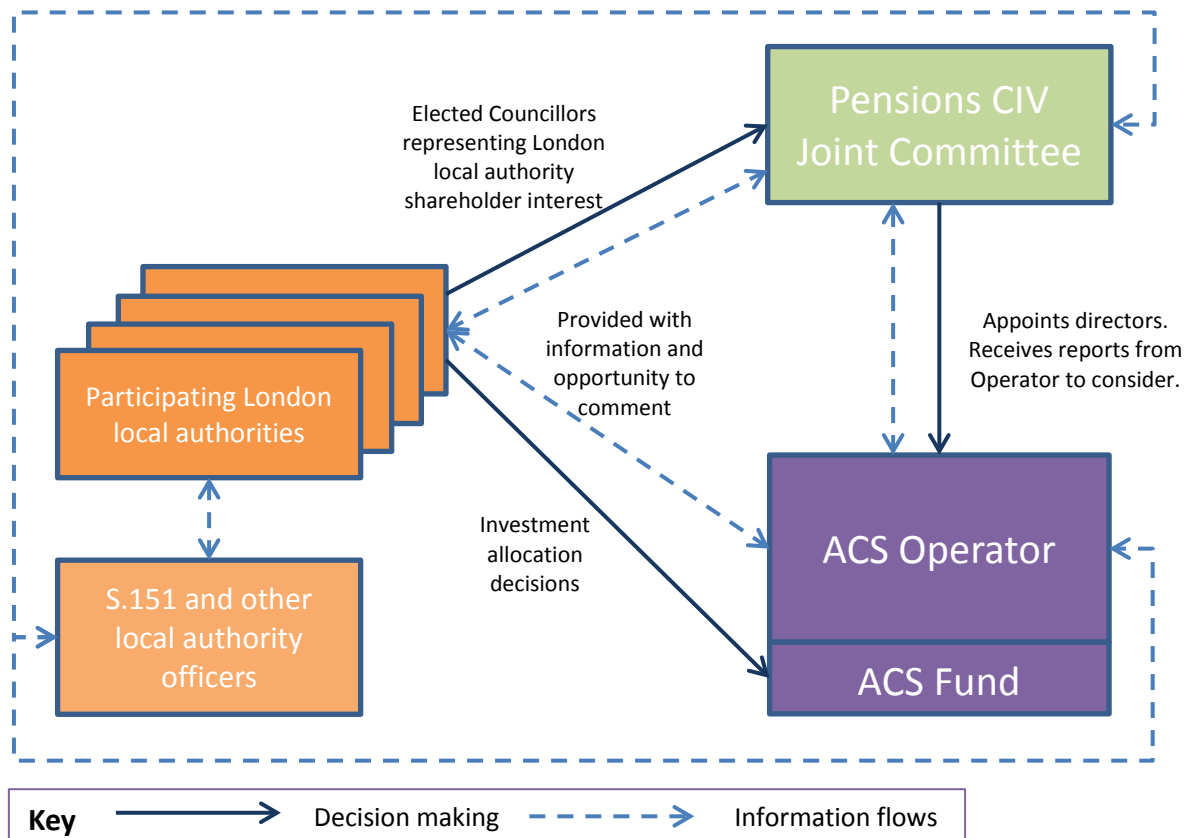 Pensions CIV
Joint Committee
Elected Councillors
representing London
local authority
shareholder interest
Provided with
information and
opportunity to
comment
Appoints directors.
Receives reports from
Operator to consider.
Participating London
local authorities
Investment
allocation
decisions
ACS Operator
S.151 and other
local authority
officers
ACS Fund
Key
Decision making
Information flows